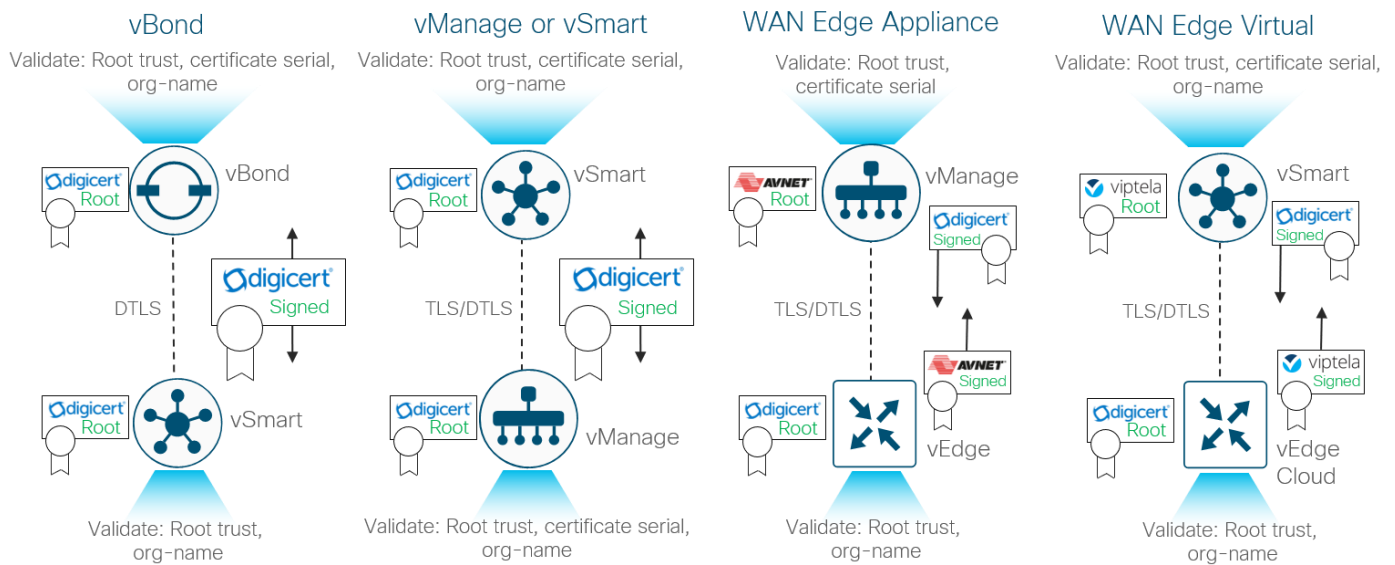 vBond
Validate: Root trust, certificate serial,
org-name
digicert®
Root
vBond
DTLS
digicert®
Signed
digicert®
Root
vSmart
Validate: Root trust,
org-name
vManage or vSmart
Validate: Root trust, certificate serial,
org-name
digicert®
Root
vSmart
TLS/DTLS
digicert®
Signed
digicert®
Root
vManage
Validate: Root trust, certificate serial,
org-name
WAN Edge Appliance
Validate: Root trust,
certificate serial
AVNET®
Root
vManage
digicert®
Signed
TLS/DTLS
AVNET®
Signed
digicert®
Root
vEdge
Validate: Root trust,
org-name
WAN Edge Virtual
Validate: Root trust, certificate serial,
org-name
viptela
Root
vSmart
digicert®
Signed
TLS/DTLS
viptela
Signed
digicert®
Root
vEdge
Cloud
Validate: Root trust,
org-name